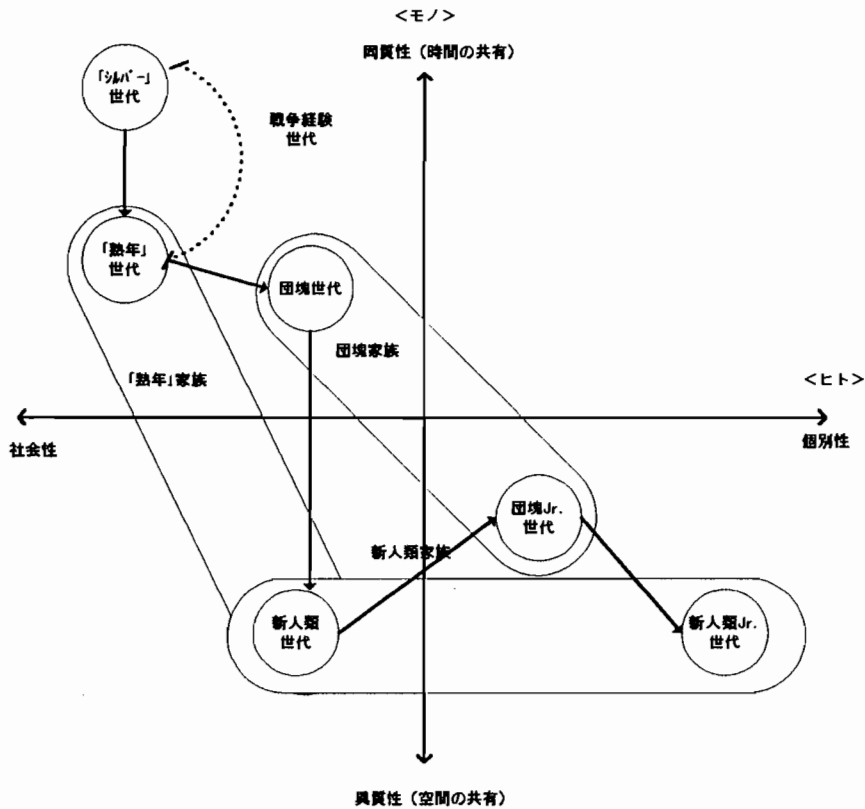 <モノ>
同質性（時間の共有）
「シルバー」
世代
戦争経験
世代
「熟年」
世代
団塊世代
団塊家族
「熟年」家族
<ヒト>
社会性
個別性
団塊Jr.
世代
新人類家族
新人類
世代
新人類Jr.
世代
異質性（空間の共有）